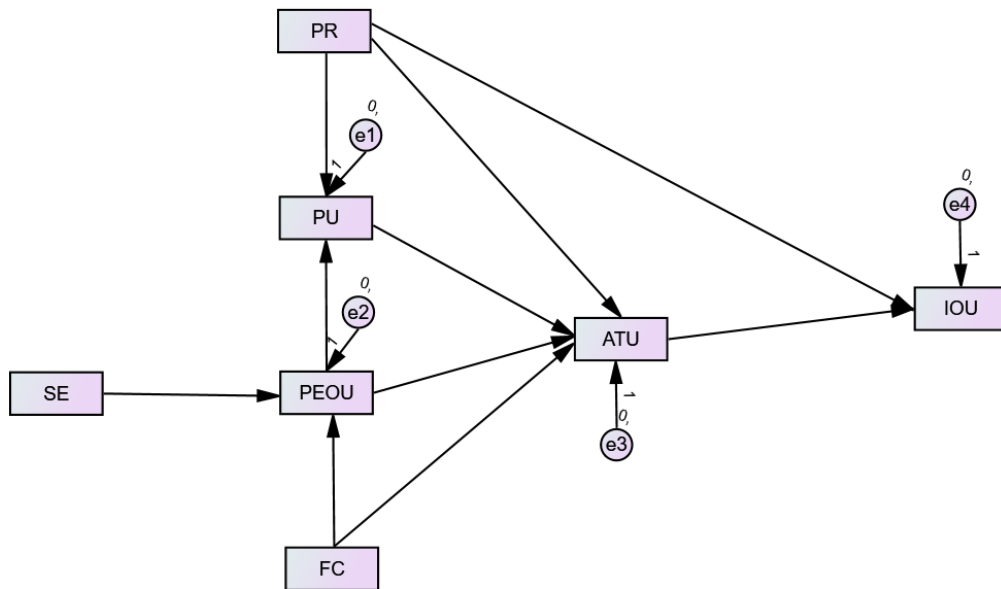 PR
0,
e1
1
PU
0,
e4
1
0,
e2
1
IOU
ATU
SE
PEOU
1
0,
e3
FC